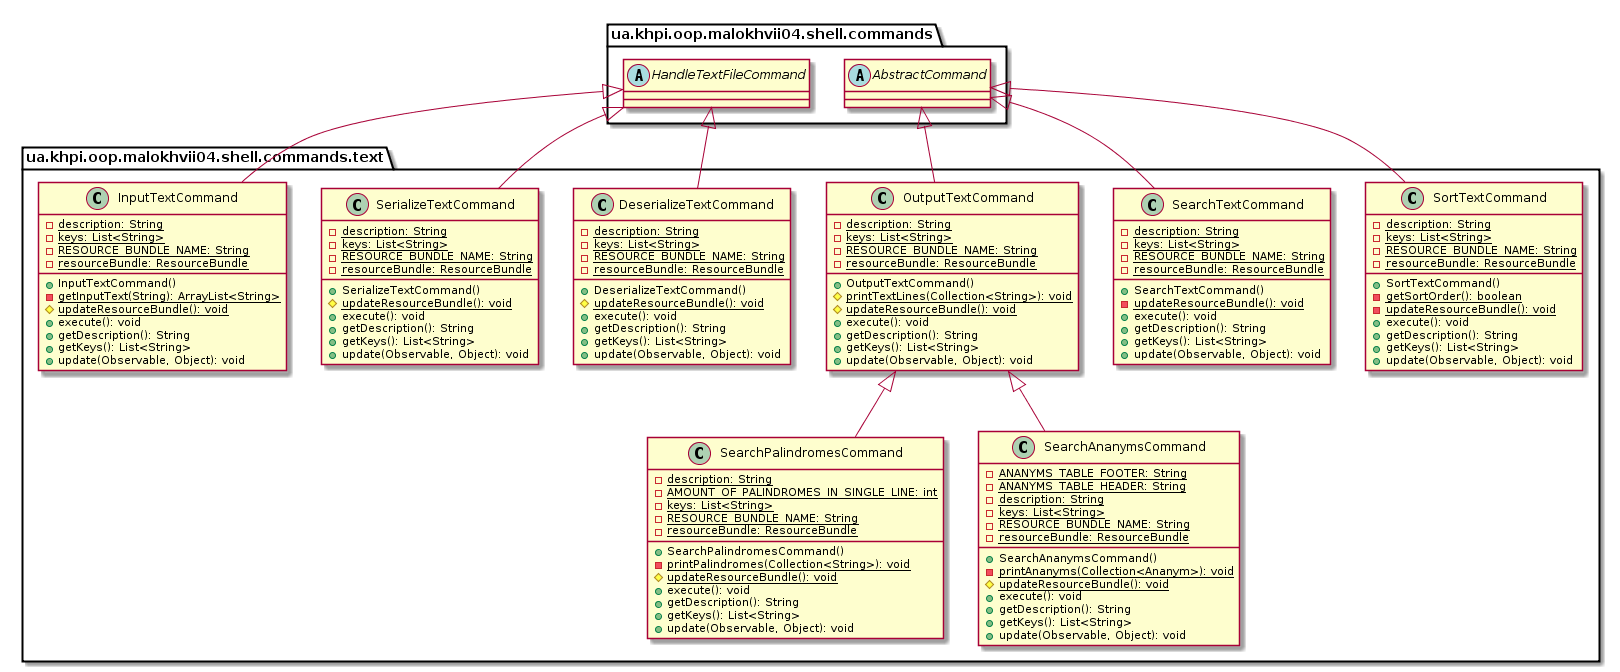 ua.khpi.oop.malokhvii04.shell.commands
A HandleTextFileCommand
A AbstractCommand
ua.khpi.oop.malokhvii04.shell.commands.text
C InputTextCommand
description: String
keys: List<String>
RESOURCE_BUNDLE_NAME: String
resourceBundle: ResourceBundle
InputTextCommand()
getInputText(String): ArrayList<String>
updateResourceBundle(): void
execute(): void
getDescription(): String
getKeys(): List<String>
update(Observable, Object): void
C SerializeTextCommand
description: String
keys: List<String>
RESOURCE_BUNDLE_NAME: String
resourceBundle: ResourceBundle
SerializeTextCommand()
updateResourceBundle(): void
execute(): void
getDescription(): String
getKeys(): List<String>
update(Observable, Object): void
C DeserializeTextCommand
description: String
keys: List<String>
RESOURCE_BUNDLE_NAME: String
resourceBundle: ResourceBundle
DeserializeTextCommand()
updateResourceBundle(): void
execute(): void
getDescription(): String
getKeys(): List<String>
update(Observable, Object): void
C OutputTextCommand
description: String
keys: List<String>
RESOURCE_BUNDLE_NAME: String
resourceBundle: ResourceBundle
OutputTextCommand()
printTextLines(Collection<String>): void
updateResourceBundle(): void
execute(): void
getDescription(): String
getKeys(): List<String>
update(Observable, Object): void
C SearchTextCommand
description: String
keys: List<String>
RESOURCE_BUNDLE_NAME: String
resourceBundle: ResourceBundle
SearchTextCommand()
updateResourceBundle(): void
execute(): void
getDescription(): String
getKeys(): List<String>
update(Observable, Object): void
C SortTextCommand
description: String
keys: List<String>
RESOURCE_BUNDLE_NAME: String
resourceBundle: ResourceBundle
SortTextCommand()
getSortOrder(): boolean
updateResourceBundle(): void
execute(): void
getDescription(): String
getKeys(): List<String>
update(Observable, Object): void
C SearchPalindromesCommand
description: String
AMOUNT_OF_PALINDROMES_IN_SINGLE_LINE: int
keys: List<String>
RESOURCE_BUNDLE_NAME: String
resourceBundle: ResourceBundle
SearchPalindromesCommand()
printPalindromes(Collection<String>): void
updateResourceBundle(): void
execute(): void
getDescription(): String
getKeys(): List<String>
update(Observable, Object): void
C SearchAnanymsCommand
ANANYMS_TABLE_FOOTER: String
ANANYMS_TABLE_HEADER: String
description: String
keys: List<String>
RESOURCE_BUNDLE_NAME: String
resourceBundle: ResourceBundle
SearchAnanymsCommand()
printAnanyms(Collection<Ananym>): void
updateResourceBundle(): void
execute(): void
getDescription(): String
getKeys(): List<String>
update(Observable, Object): void